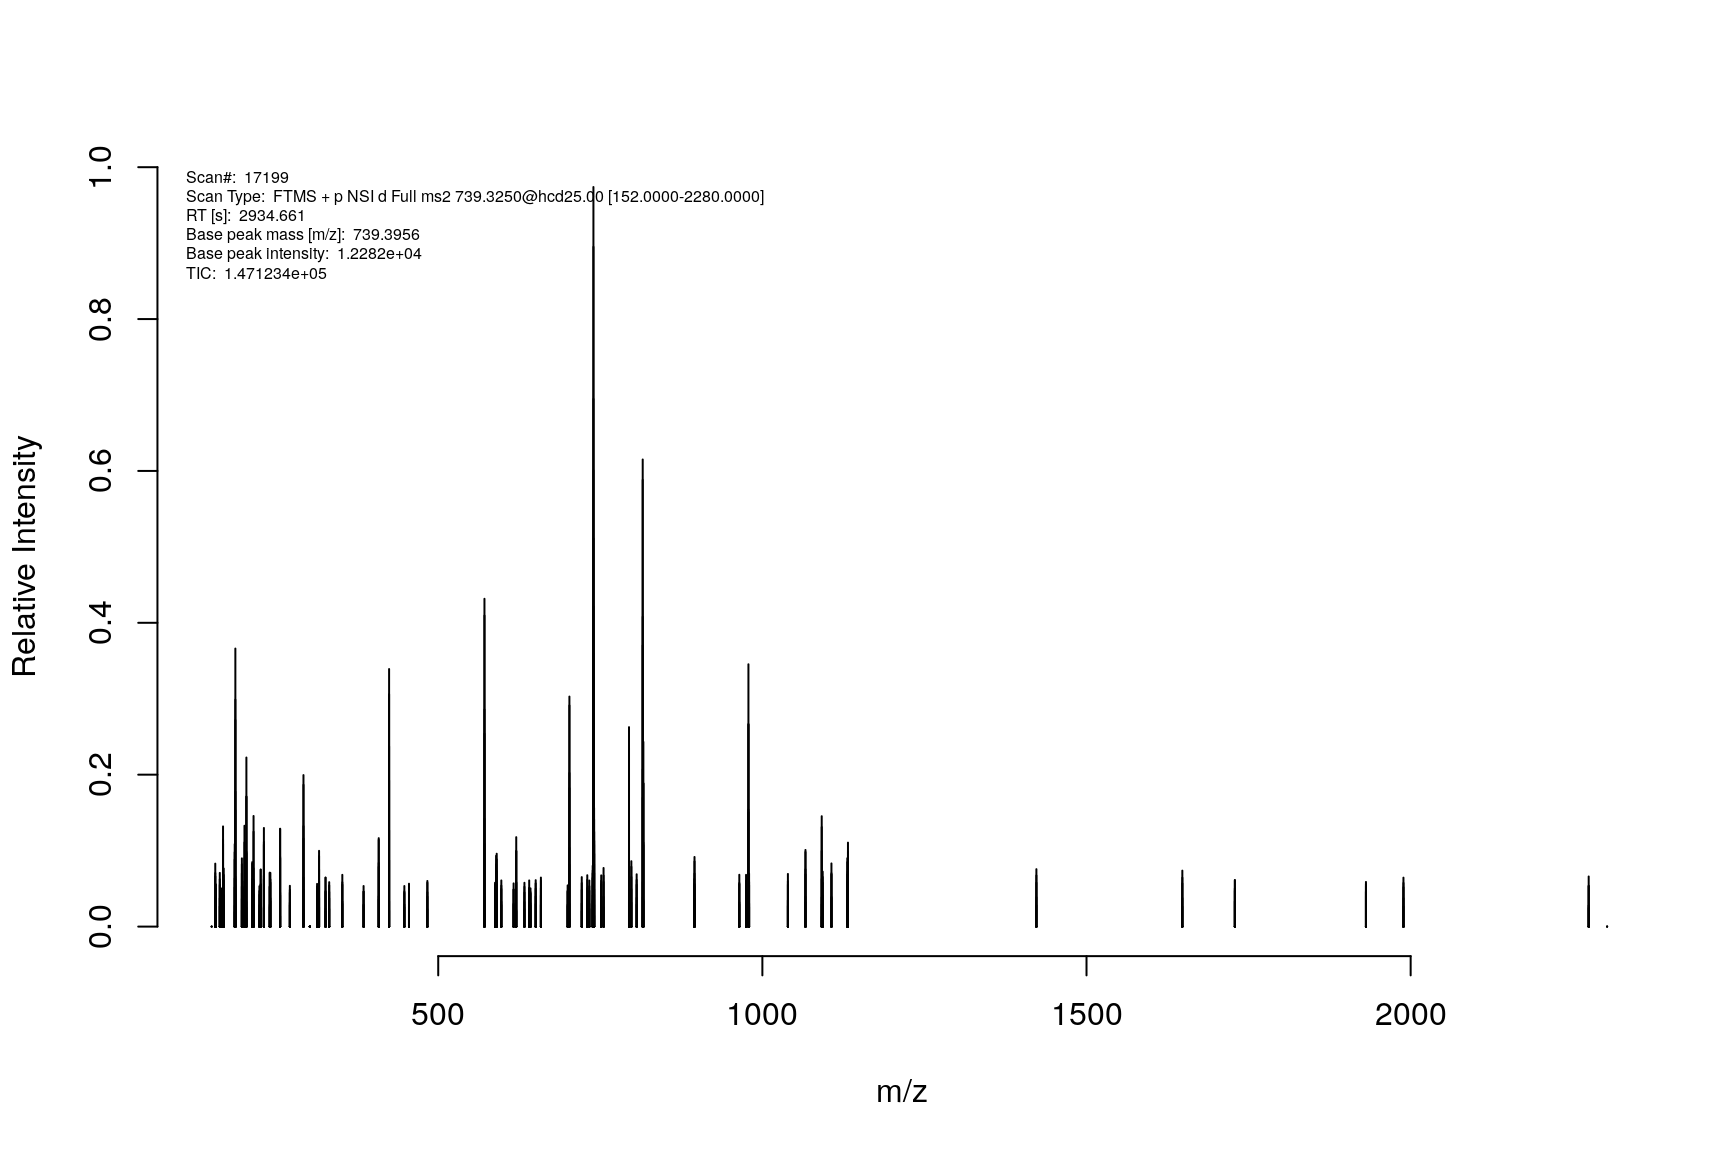 Scan#: 17199
Scan Type: FTMS + p NSI d Full ms2 739.3250@hcd25.00 [152.0000-2280.0000]
RT [s]: 2934.661
Base peak mass [m/z]: 739.3956
Base peak intensity: 1.2282e+04
TIC: 1.471234e+05
1.0
0.8
0.6
0.4
0.2
0.0
Relative Intensity
500 1000 1500 2000
m/z